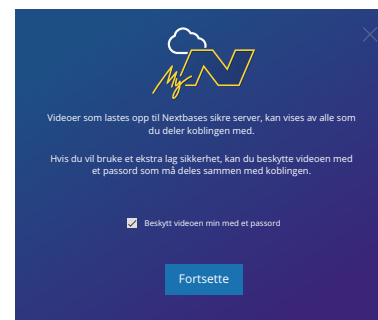 My N
Videoer som lastes opp til Nextbases sikre server, kan vises av alle som
du deler koblingen med.
Hvis du vil bruke et ekstra lag sikkerhet, kan du beskytte videoen med
et passord som må deles sammen med koblingen.
Beskytt videoen min med et passord
Fortsette